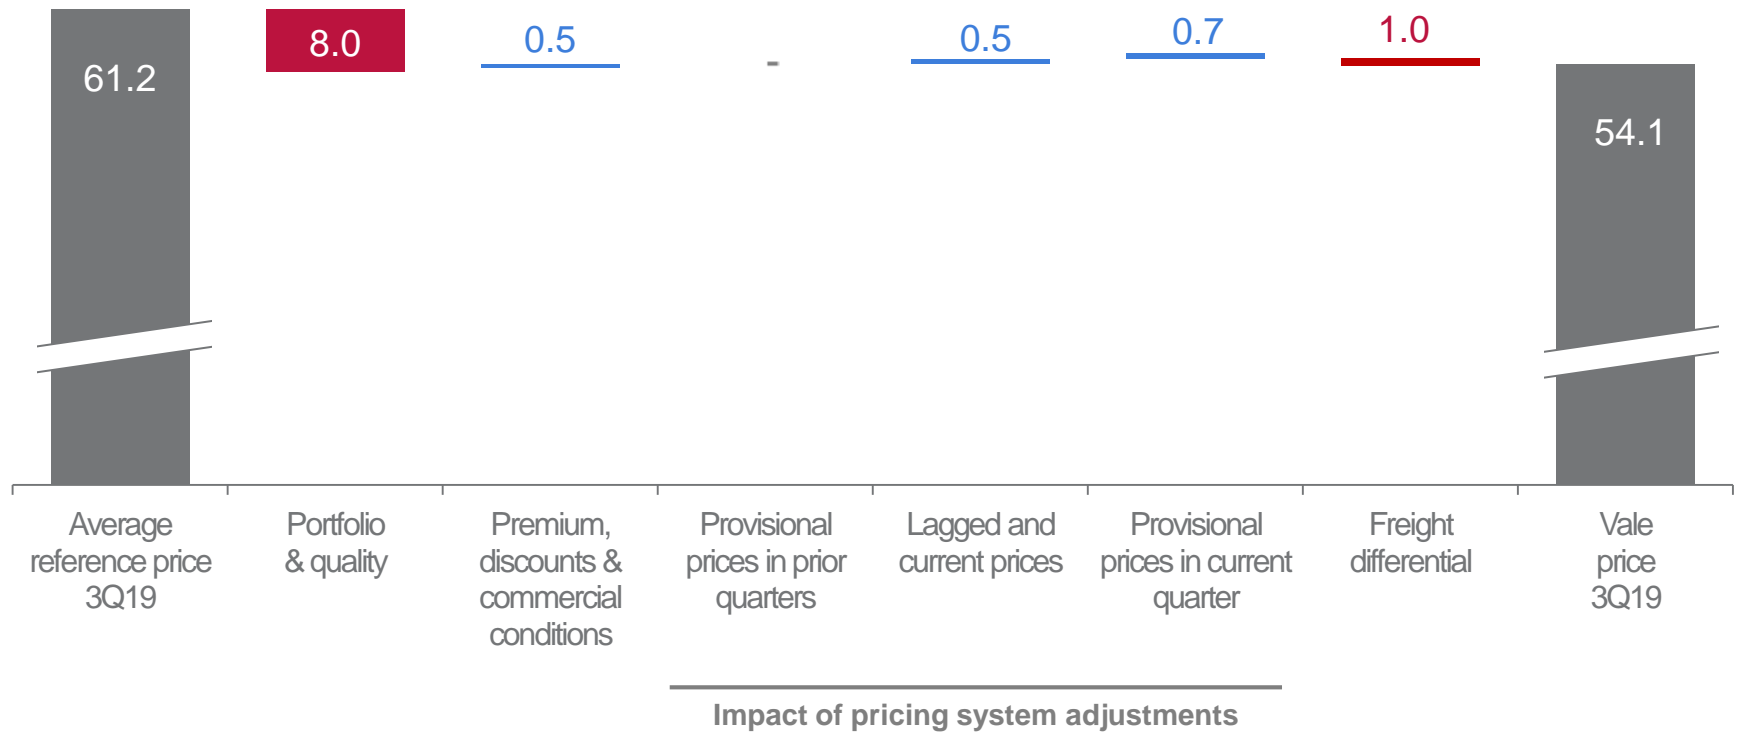 61.2
8.0
0.5
-
0.5
0.7
1.0
54.1
Average
reference price
3Q19
Portfolio
& quality
Premium,
discounts &
commercial
conditions
Provisional
prices in prior
quarters
Lagged and
current prices
Provisional
prices in current
quarter
Freight
differential
Vale
price
3Q19
Impact of pricing system adjustments